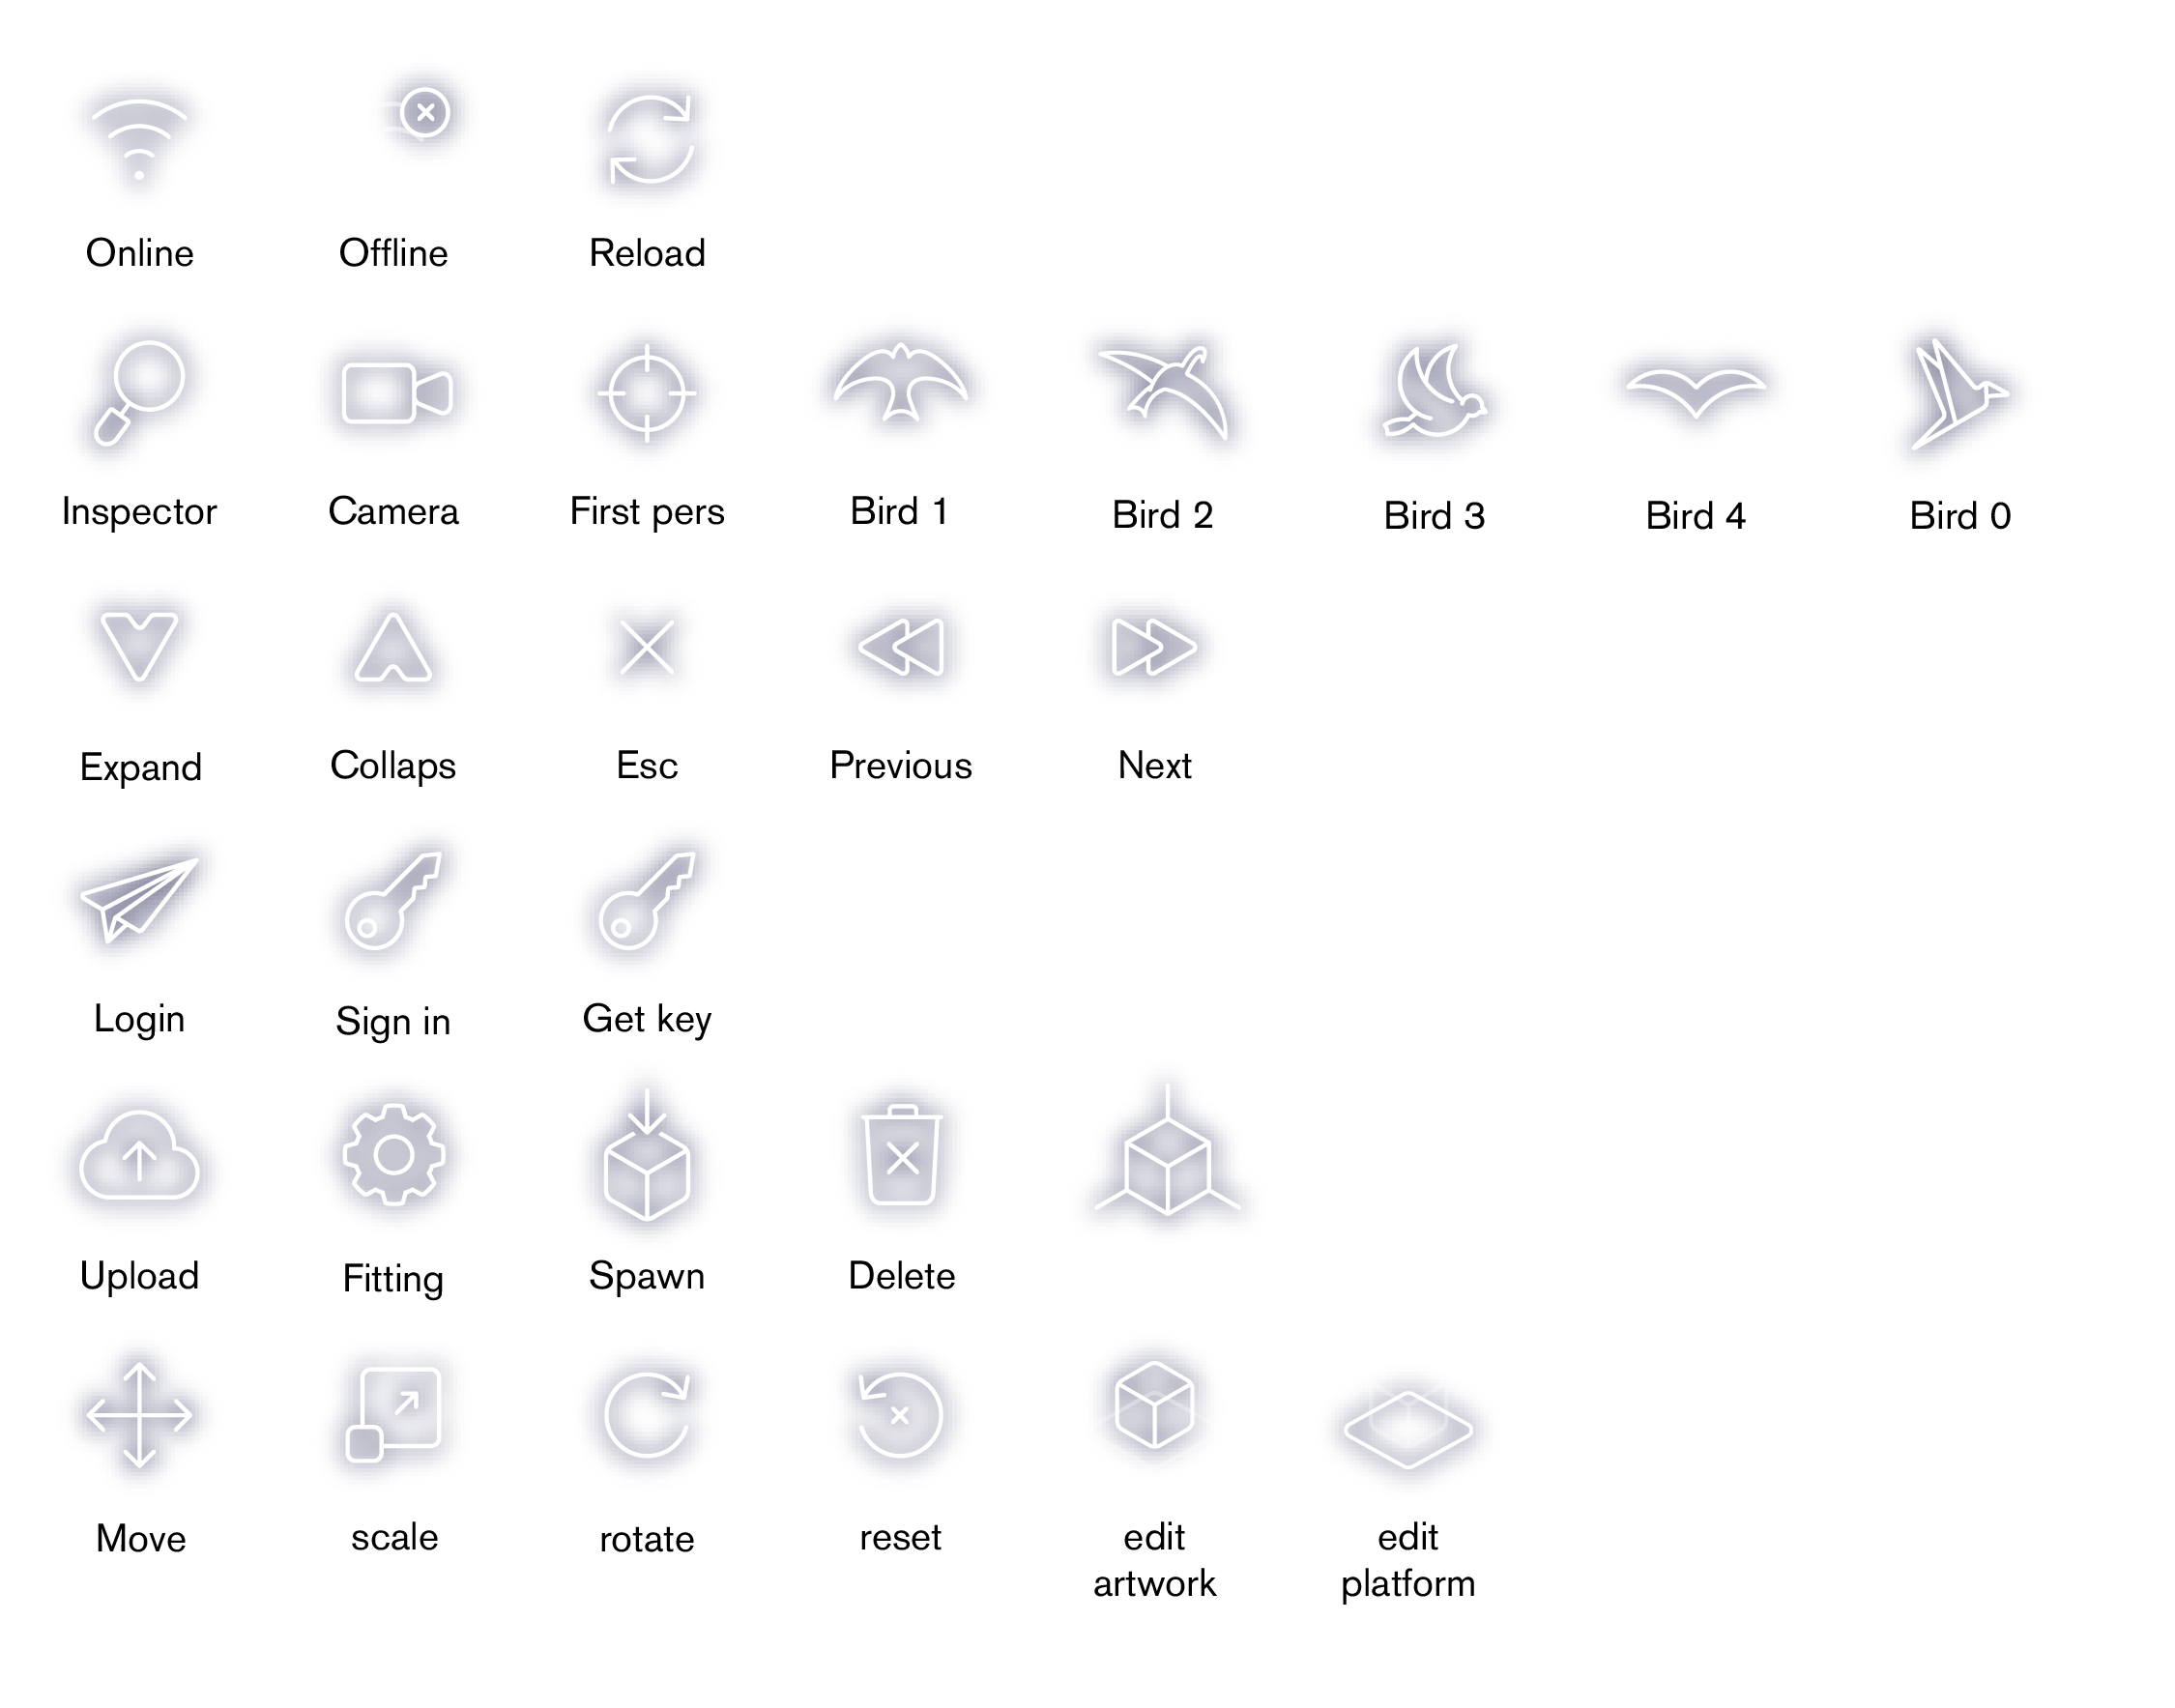 Online
Offline
Reload
Inspector
Camera
First pers
Bird 1
Bird 2
Bird 3
Bird 4
Bird 0
Expand
Collaps
Esc
Previous
Next
Login
Sign in
Get key
Upload
Fitting
Spawn
Delete
Move
scale
rotate
reset
edit
artwork
edit
platform